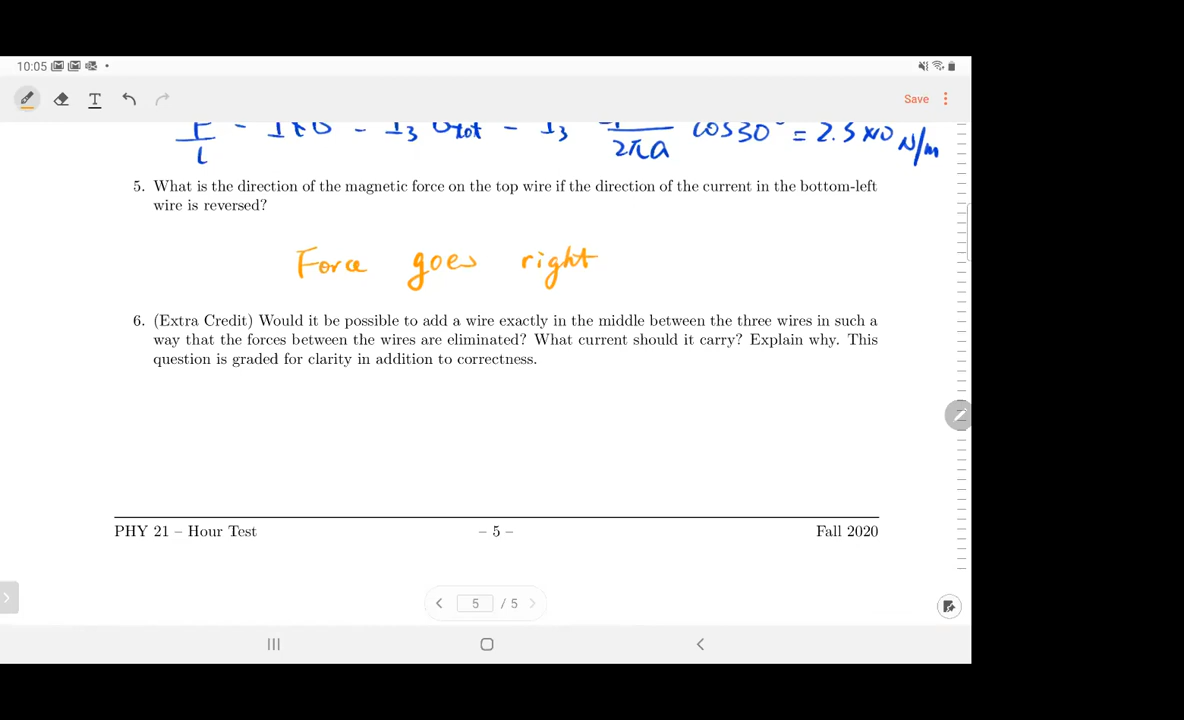 10:05
T
Save
2πa cos30° = 2.5 ×10 N/m
5. What is the direction of the magnetic force on the top wire if the direction of the current in the bottom-left
wire is reversed?
Force goes right
6. (Extra Credit) Would it be possible to add a wire exactly in the middle between the three wires in such a
way that the forces between the wires are eliminated? What current should it carry? Explain why. This
question is graded for clarity in addition to correctness.
PHY 21 – Hour Test – 5 – Fall 2020
5 / 5